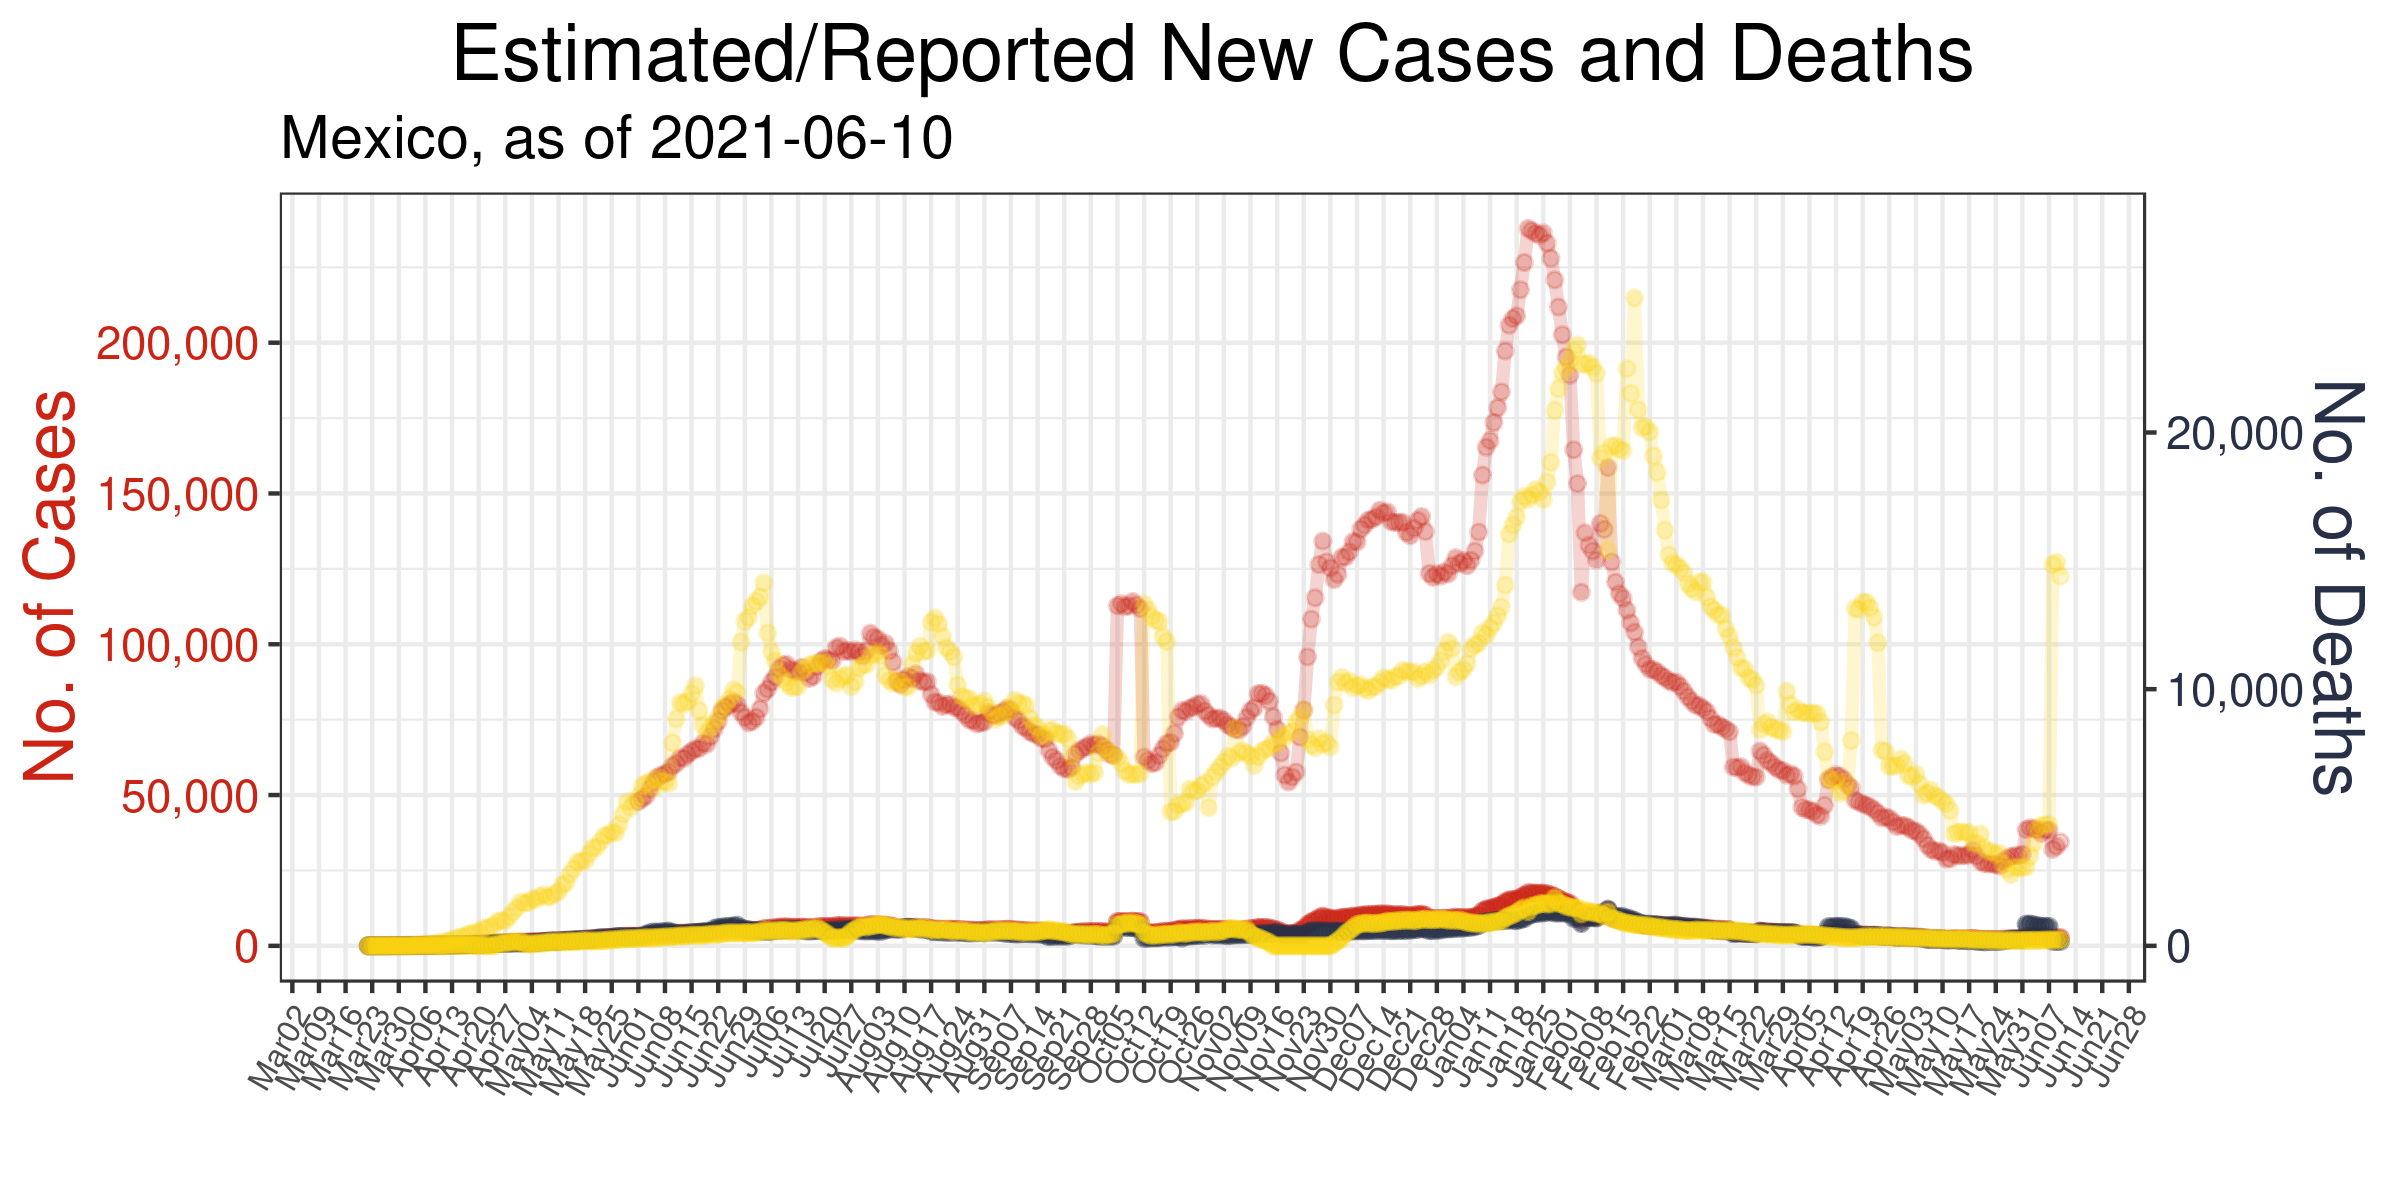 Estimated/Reported New Cases and Deaths
Mexico, as of 2021-06-10
No. of Cases
200,000
150,000
100,000
50,000
0
20,000
10,000
0
No. of Deaths
Mar02
Mar09
Mar16
Mar23
Mar30
Apr06
Apr13
Apr20
Apr27
May04
May11
May18
May25
Jun01
Jun08
Jun15
Jun22
Jun29
Jul06
Jul13
Jul20
Jul27
Aug03
Aug10
Aug17
Aug24
Aug31
Sep07
Sep14
Sep21
Sep28
Oct05
Oct12
Oct19
Oct26
Nov02
Nov09
Nov16
Nov23
Nov30
Dec07
Dec14
Dec21
Dec28
Jan04
Jan11
Jan18
Jan25
Feb01
Feb08
Feb15
Feb22
Mar01
Mar08
Mar15
Mar22
Mar29
Apr05
Apr12
Apr19
Apr26
May03
May10
May17
May24
May31
Jun07
Jun14
Jun21
Jun28